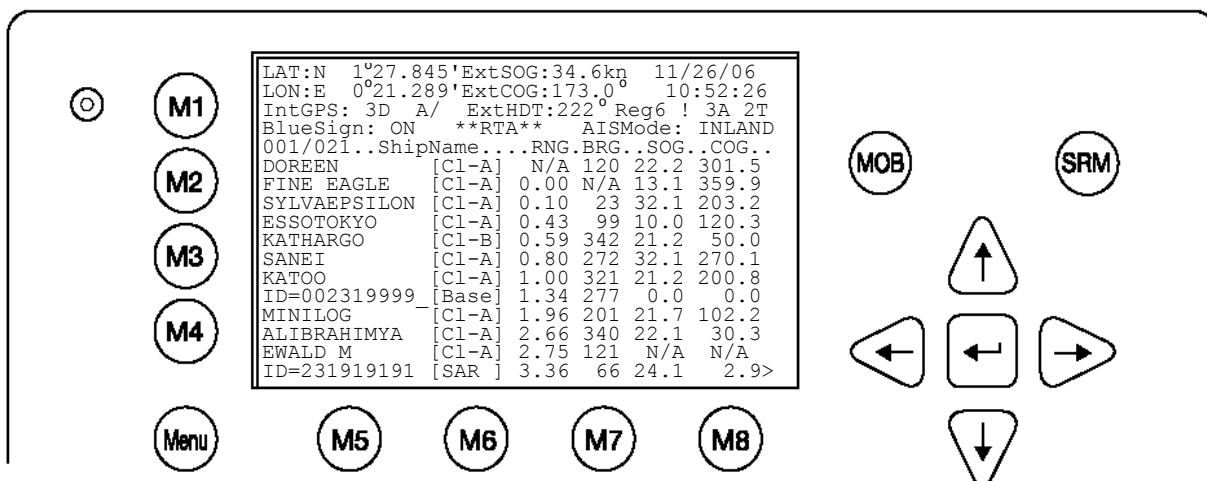 LAT:N 1°27.845'ExtSOG:34.6kn 11/26/06
LON:E 0°21.289'ExtCOG:173.0° 10:52:26
IntGPS: 3D A/ ExtHDT:222° Reg6 ! 3A 2T
BlueSign: ON **RTA** AISMode: INLAND
001/021..ShipName....RNG.BRG..SOG..COG..
DOREEN [Cl-A] N/A 120 22.2 301.5
FINE EAGLE [Cl-A] 0.00 N/A 13.1 359.9
SYLVAEPSILON [Cl-A] 0.10 23 32.1 203.2
ESSOTOKYO [Cl-A] 0.43 99 10.0 120.3
KATHARGO [Cl-B] 0.59 342 21.2 50.0
SANEI [Cl-A] 0.80 272 32.1 270.1
KATOO [Cl-A] 1.00 321 21.2 200.8
ID=002319999_[Base] 1.34 277 0.0 0.0
MINILOG [Cl-A] 1.96 201 21.7 102.2
ALIBRAHIMYA [Cl-A] 2.66 340 22.1 30.3
EWALD M [Cl-A] 2.75 121 N/A N/A
ID=231919191 [SAR ] 3.36 66 24.1 2.9>
M1
M2
M3
M4
Menu
M5
M6
M7
M8
MOB
SRM